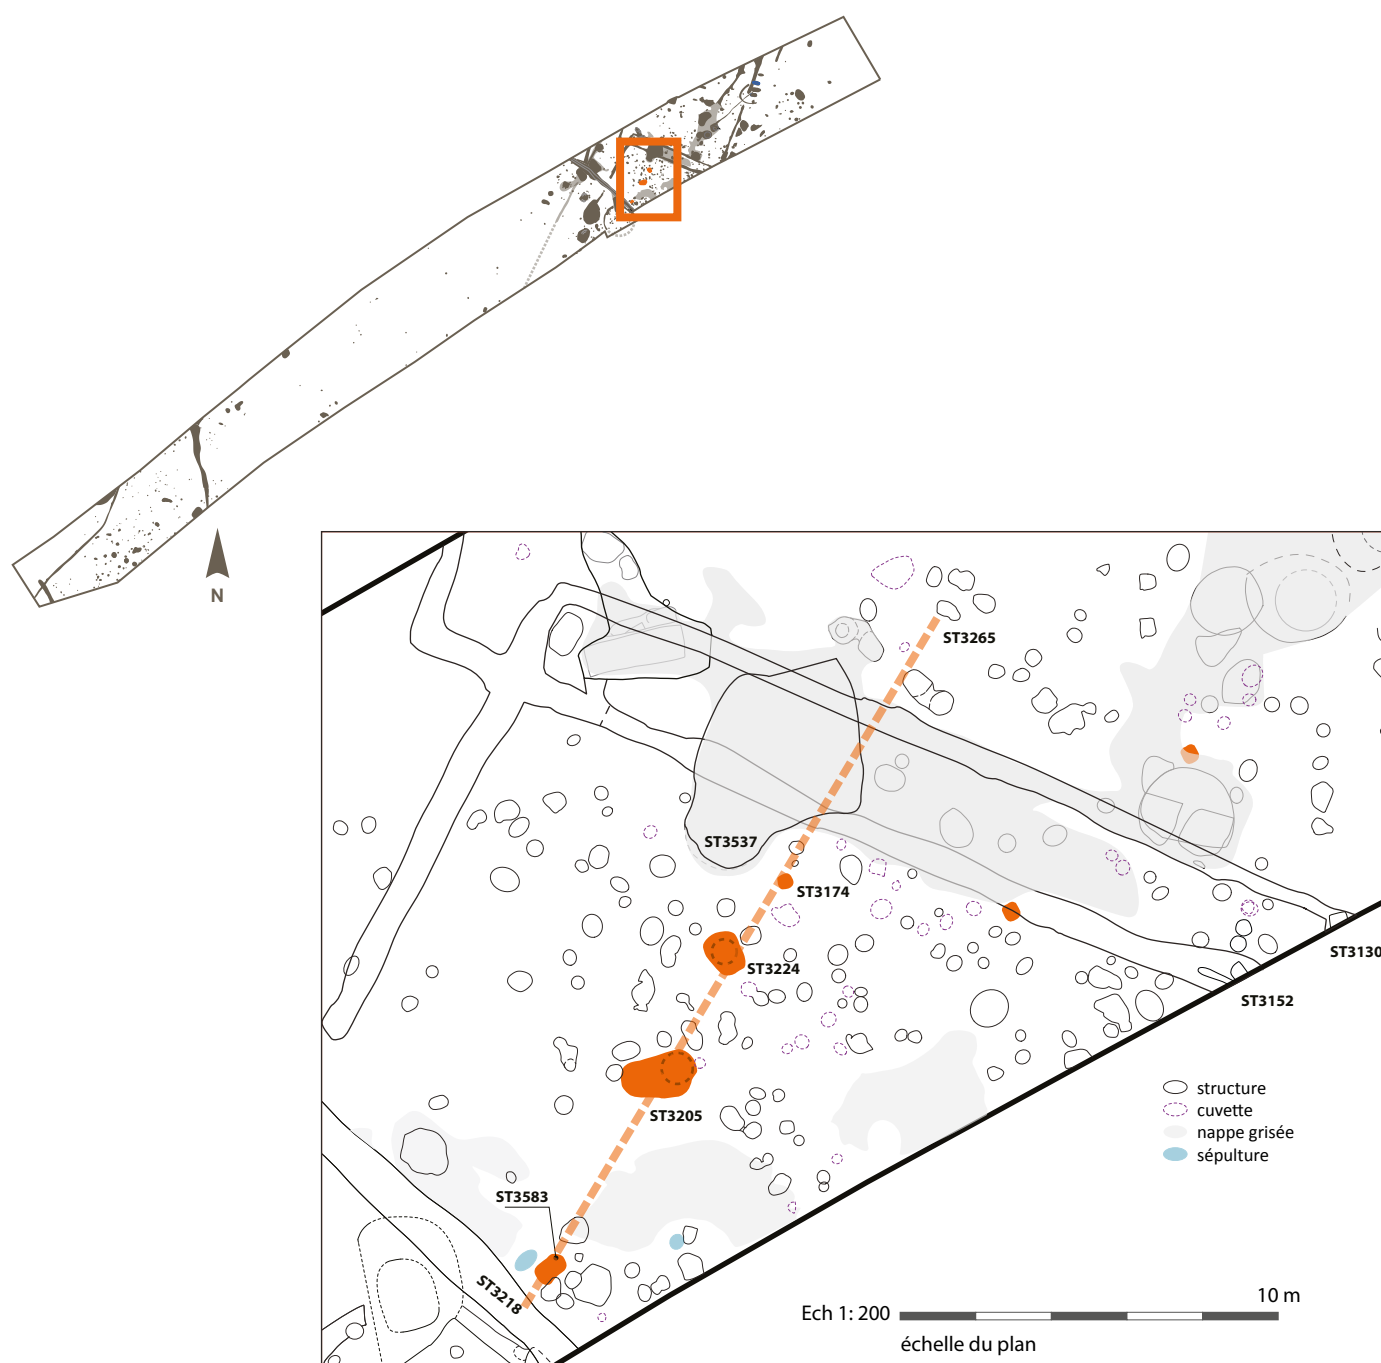 N
ST3265
ST3537
ST3174
ST3130
ST3224
ST3152
structure
cuvette
ST3205
nappe grisée
sépulture
ST3583
ST3218
10 m
Ech 1: 200
échelle du plan